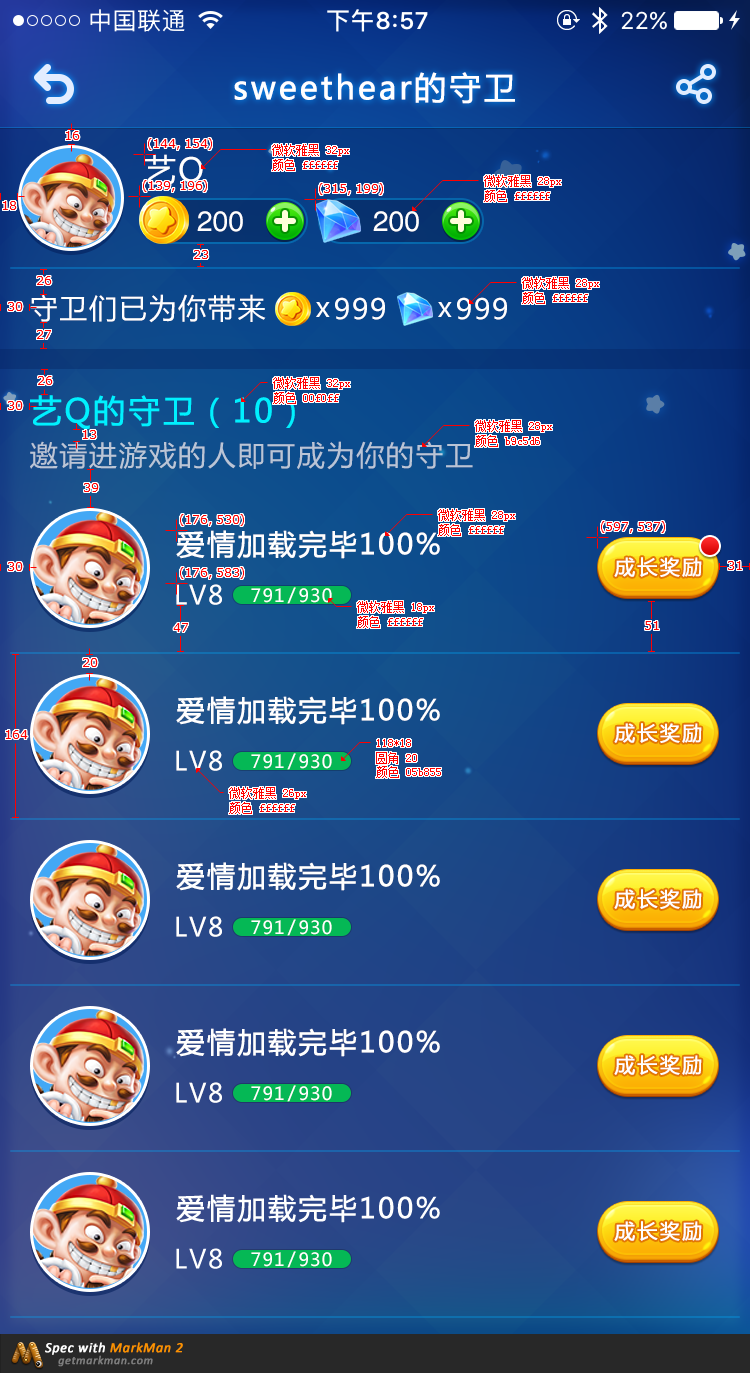 中国联通 下午8:57 22%
sweethear的守卫
16
(144, 154)
微软雅黑 32px
颜色 ffffff
艺Q
18
(139, 196)
(315, 199)
微软雅黑 28px
颜色 ffffff
200 200
23
26
微软雅黑 28px
颜色 ffffff
30
守卫们已为你带来 x999 x999
27
26
微软雅黑 32px
颜色 00f0ff
30
艺Q的守卫（10）
13
微软雅黑 28px
颜色 b9c5d6
邀请进游戏的人即可成为你的守卫
39
(176, 530)
微软雅黑 28px
颜色 ffffff
(597, 537)
爱情加载完毕100%
30
成长奖励
31
(176, 583)
LV8 791/930
微软雅黑 18px
颜色 ffffff
47
51
20
爱情加载完毕100%
164
成长奖励
LV8 791/930
118*18
圆角 20
颜色 05b855
微软雅黑 28px
颜色 ffffff
爱情加载完毕100%
成长奖励
LV8 791/930
爱情加载完毕100%
成长奖励
LV8 791/930
爱情加载完毕100%
成长奖励
LV8 791/930
Spec with MarkMan 2
getmarkman.com